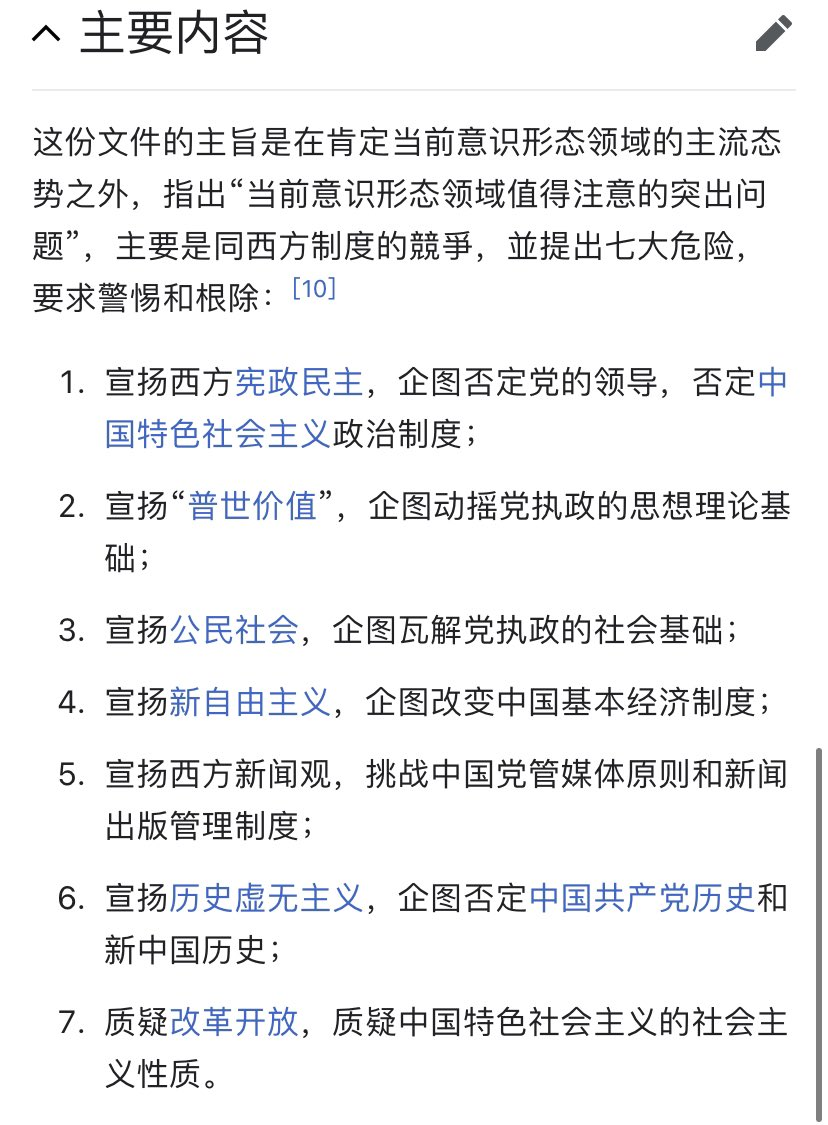 主要内容
这份文件的主旨是在肯定当前意识形态领域的主流态
势之外，指出“当前意识形态领域值得注意的突出问
题”，主要是同西方制度的競爭，並提出七大危险，
要求警惕和根除：[10]
1. 宣扬西方宪政民主，企图否定党的领导，否定中
国特色社会主义政治制度；
2. 宣扬“普世价值”，企图动摇党执政的思想理论基
础；
3. 宣扬公民社会，企图瓦解党执政的社会基础；
4. 宣扬新自由主义，企图改变中国基本经济制度；
5. 宣扬西方新闻观，挑战中国党管媒体原则和新闻
出版管理制度；
6. 宣扬历史虚无主义，企图否定中国共产党历史和
新中国历史；
7. 质疑改革开放，质疑中国特色社会主义的社会主
义性质。